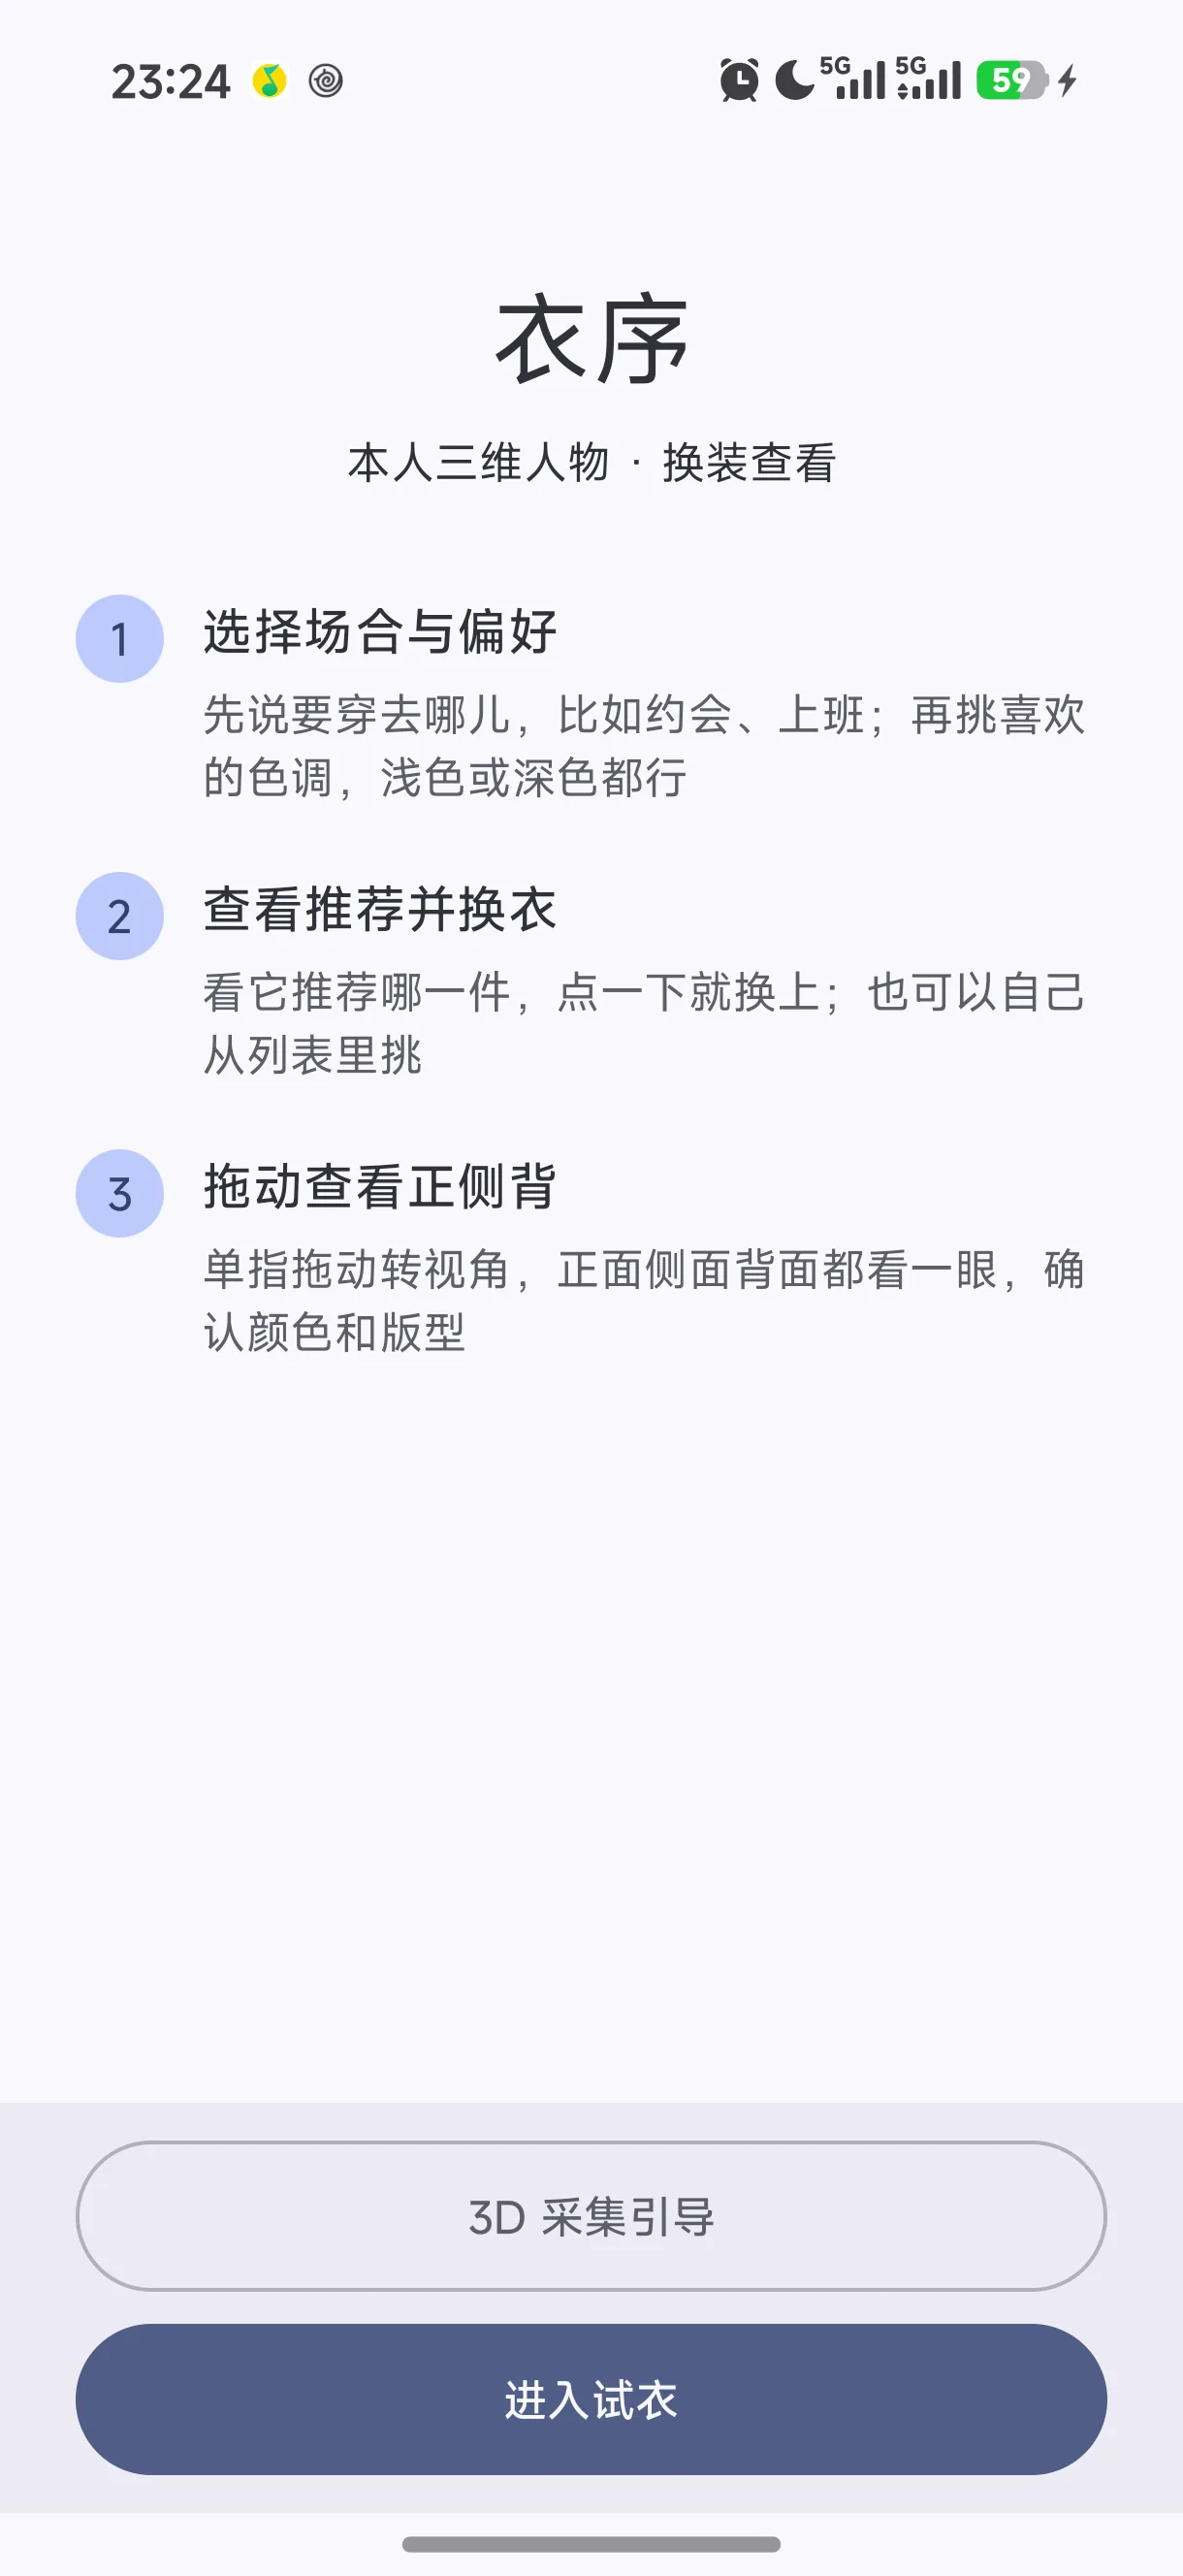 23:24
5G 5G 59
衣序
本人三维人物 · 换装查看
1 选择场合与偏好
先说要穿去哪儿，比如约会、上班；再挑喜欢
的色调，浅色或深色都行
2 查看推荐并换衣
看它推荐哪一件，点一下就换上；也可以自己
从列表里挑
3 拖动查看正侧背
单指拖动转视角，正面侧面背面都看一眼，确
认颜色和版型
3D 采集引导
进入试衣